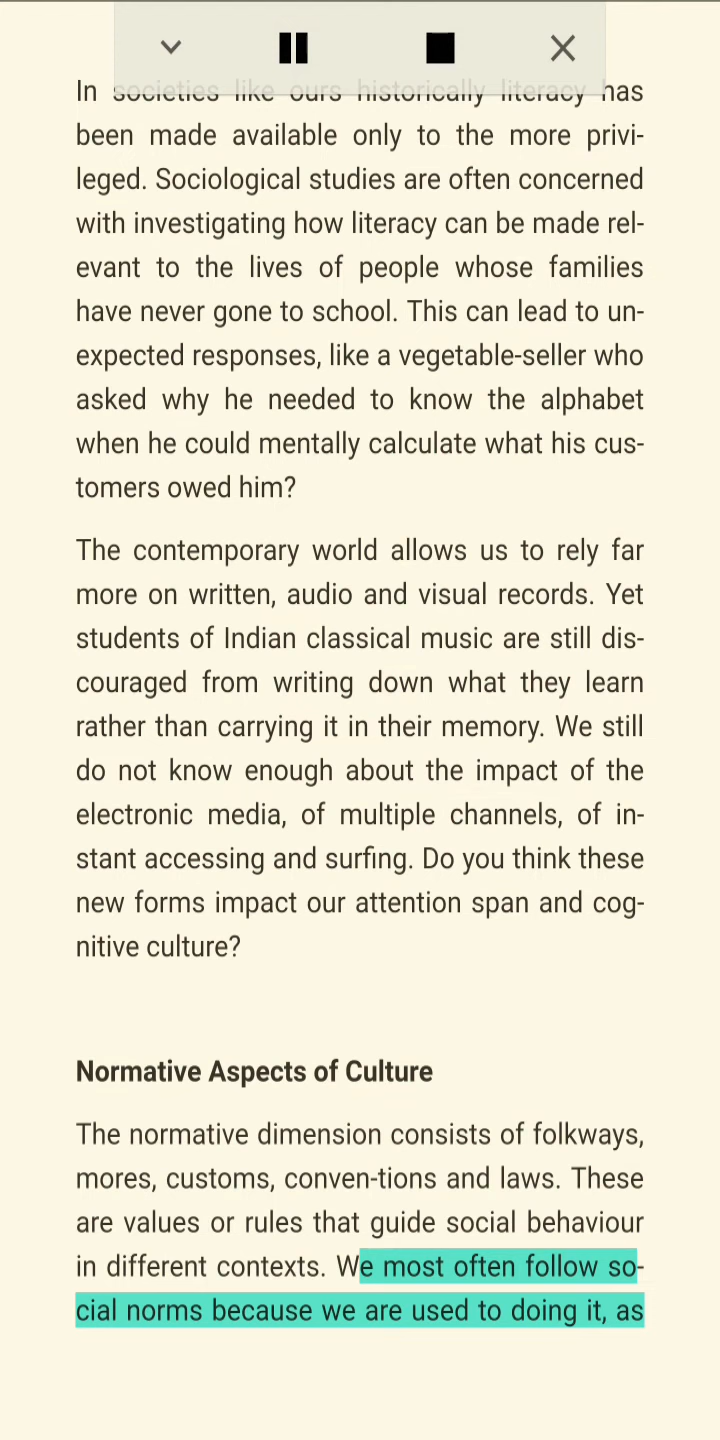 In societies like ours historically literacy has
been made available only to the more privi-
leged. Sociological studies are often concerned
with investigating how literacy can be made rel-
evant to the lives of people whose families
have never gone to school. This can lead to un-
expected responses, like a vegetable-seller who
asked why he needed to know the alphabet
when he could mentally calculate what his cus-
tomers owed him?
The contemporary world allows us to rely far
more on written, audio and visual records. Yet
students of Indian classical music are still dis-
couraged from writing down what they learn
rather than carrying it in their memory. We still
do not know enough about the impact of the
electronic media, of multiple channels, of in-
stant accessing and surfing. Do you think these
new forms impact our attention span and cog-
nitive culture?
Normative Aspects of Culture
The normative dimension consists of folkways,
mores, customs, conven-tions and laws. These
are values or rules that guide social behaviour
in different contexts. We most often follow so-
cial norms because we are used to doing it, as